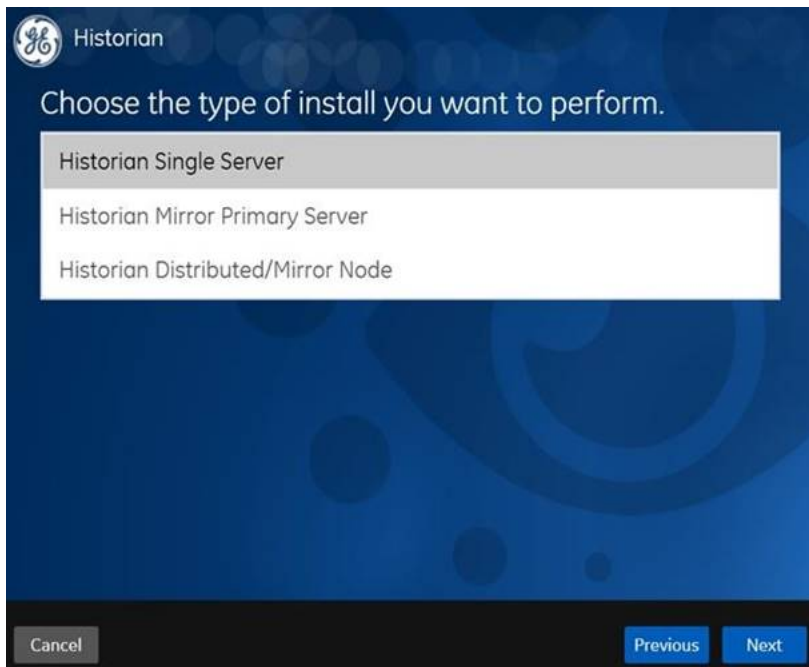 Historian
Choose the type of install you want to perform.
Historian Single Server
Historian Mirror Primary Server
Historian Distributed/Mirror Node
Cancel
Previous
Next